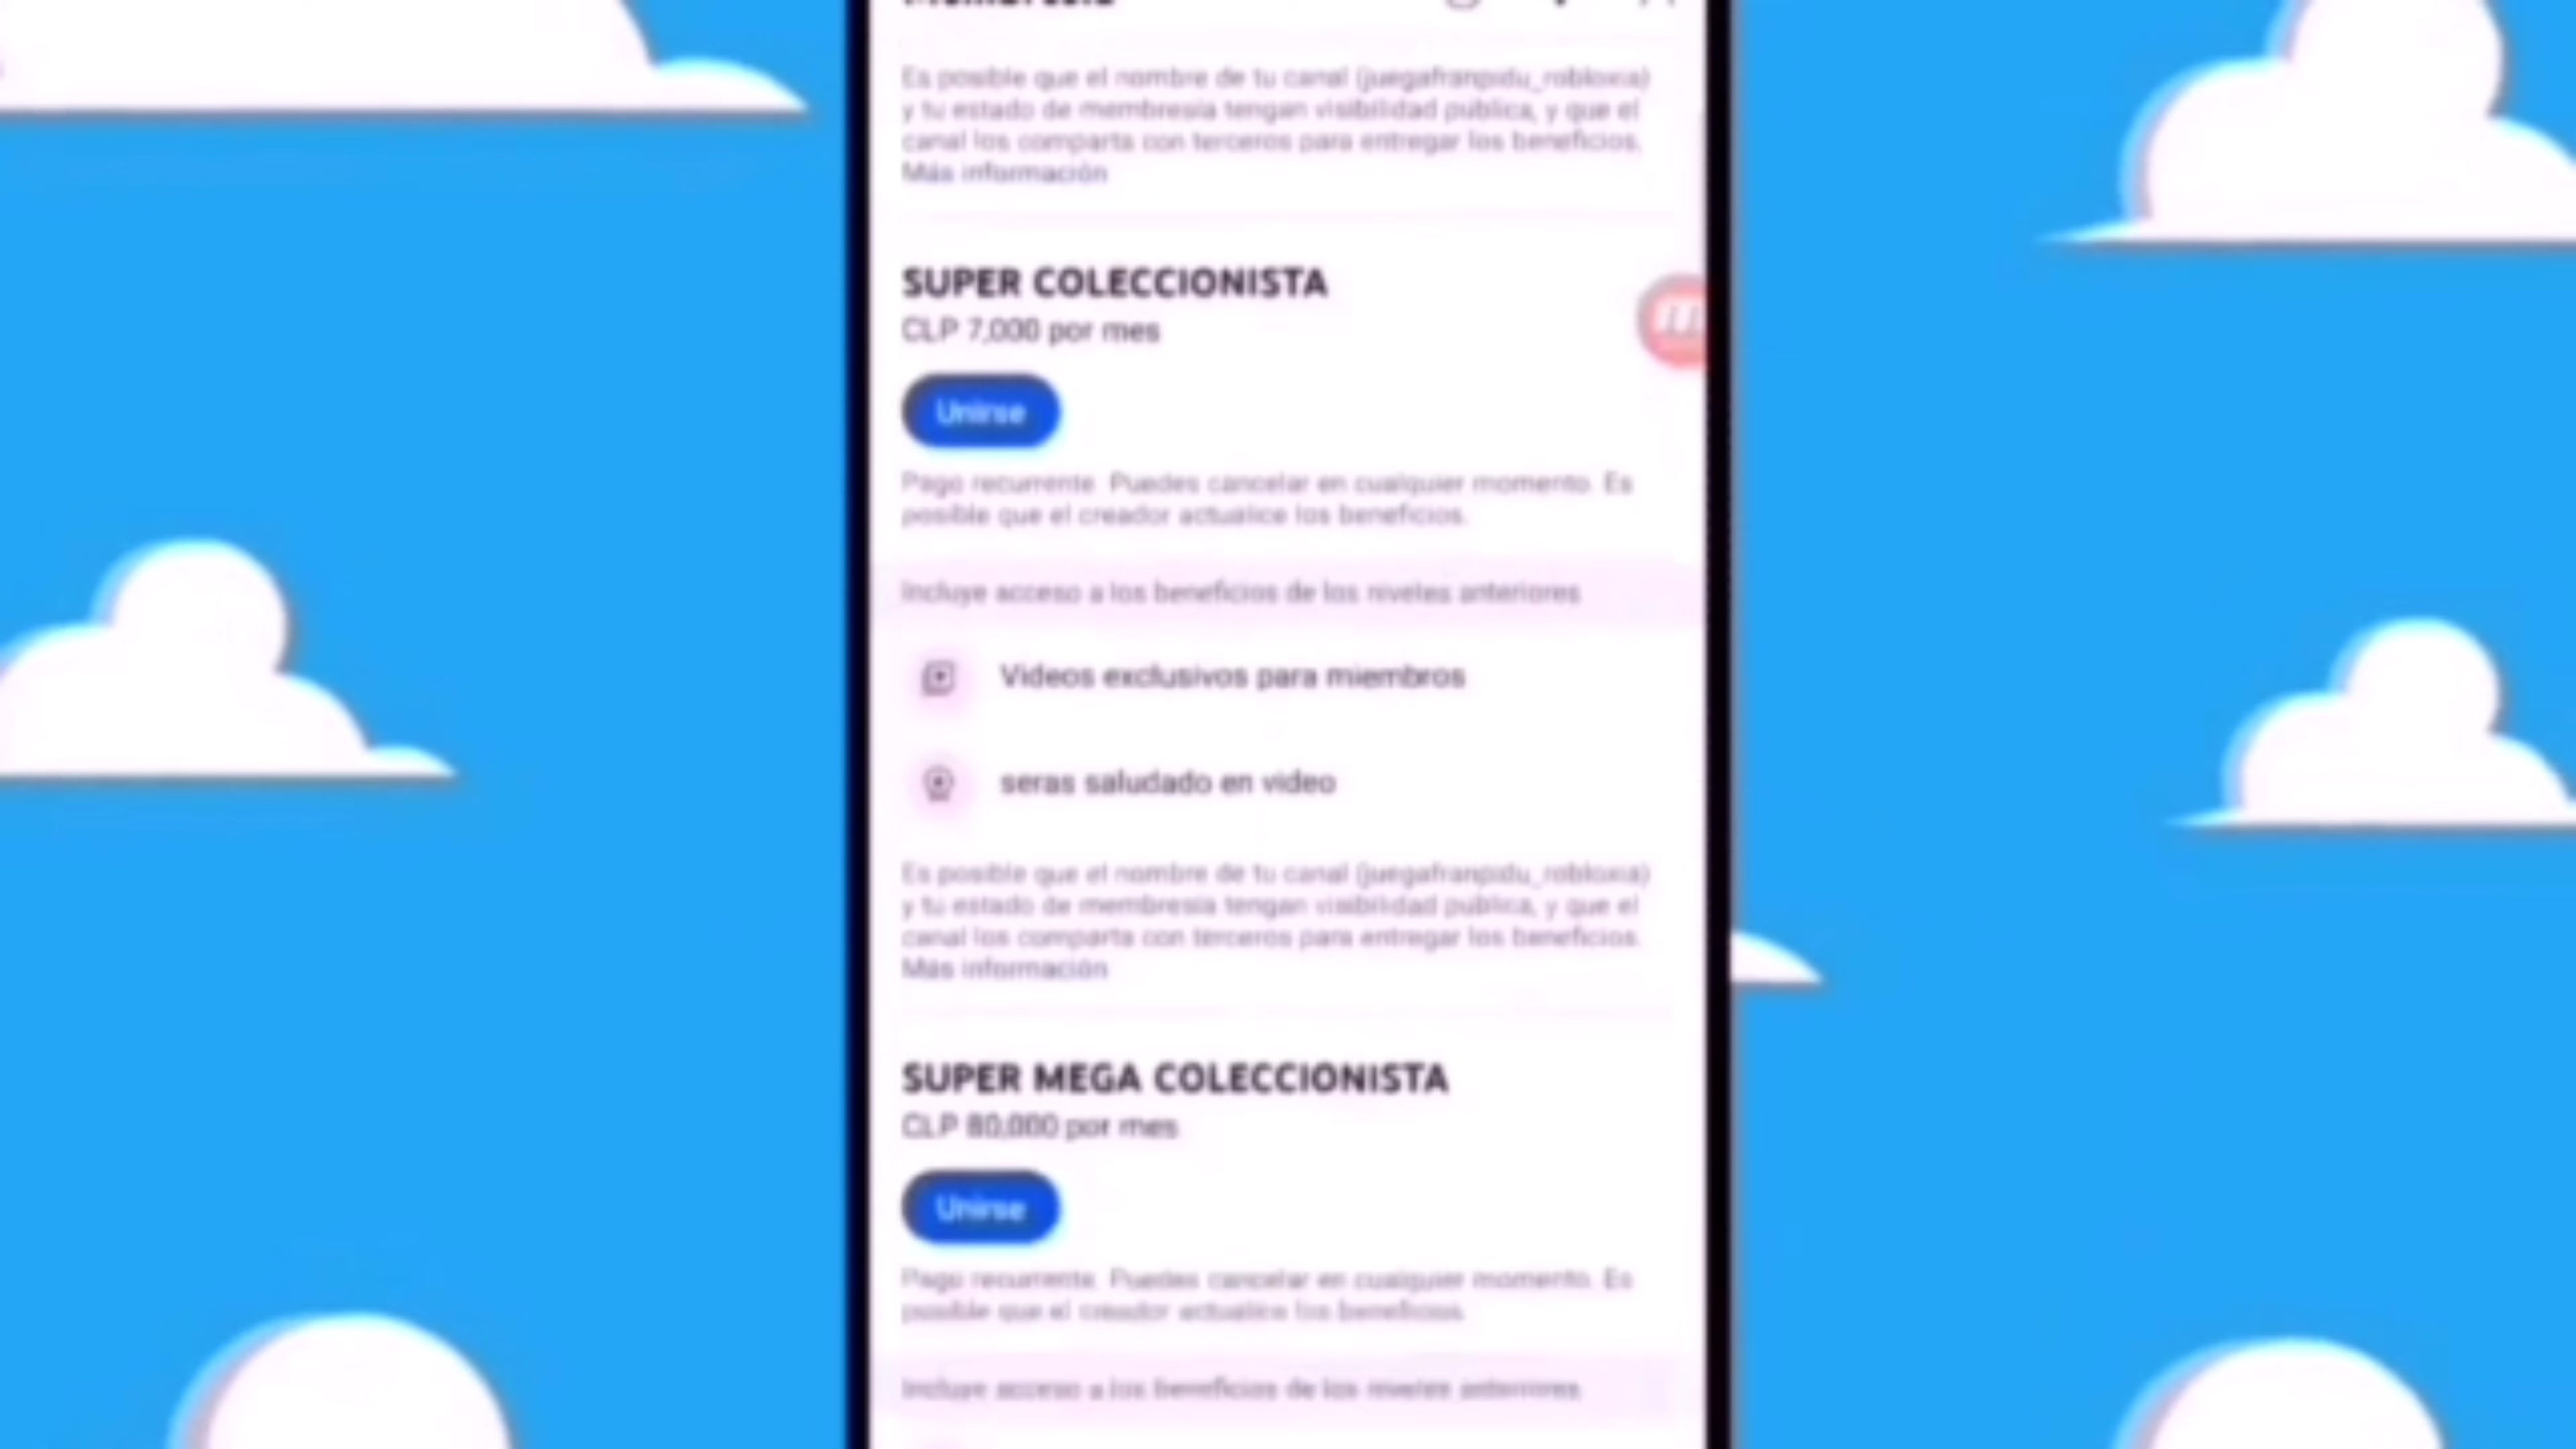 Es posible que el nombre de tu canal (juegafranpidu_robloxia)
y tu estado de membresía tengan visibilidad pública, y que el
canal los comparta con terceros para entregar los beneficios.
Más información
SUPER COLECCIONISTA
CLP 7,000 por mes
Unirse
Pago recurrente. Puedes cancelar en cualquier momento. Es
posible que el creador actualice los beneficios.
Incluye acceso a los beneficios de los niveles anteriores
Videos exclusivos para miembros
seras saludado en video
Es posible que el nombre de tu canal (juegafranpidu_robloxia)
y tu estado de membresía tengan visibilidad pública, y que el
canal los comparta con terceros para entregar los beneficios.
Más información
SUPER MEGA COLECCIONISTA
CLP 80,000 por mes
Unirse
Pago recurrente. Puedes cancelar en cualquier momento. Es
posible que el creador actualice los beneficios.
Incluye acceso a los beneficios de los niveles anteriores